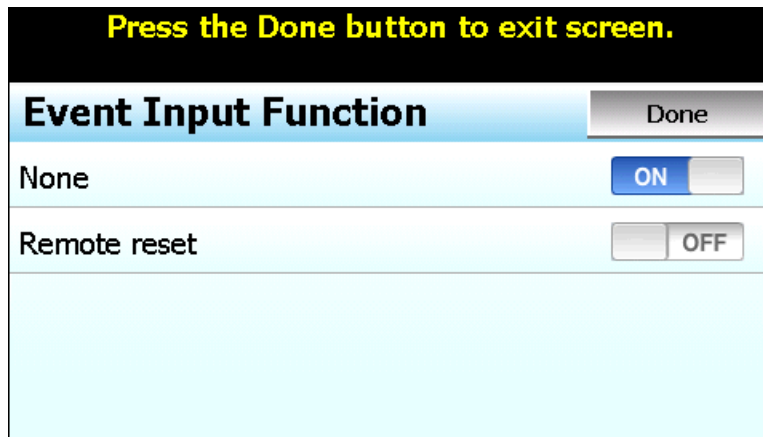 Press the Done button to exit screen.
Event Input Function
Done
None
ON
Remote reset
OFF